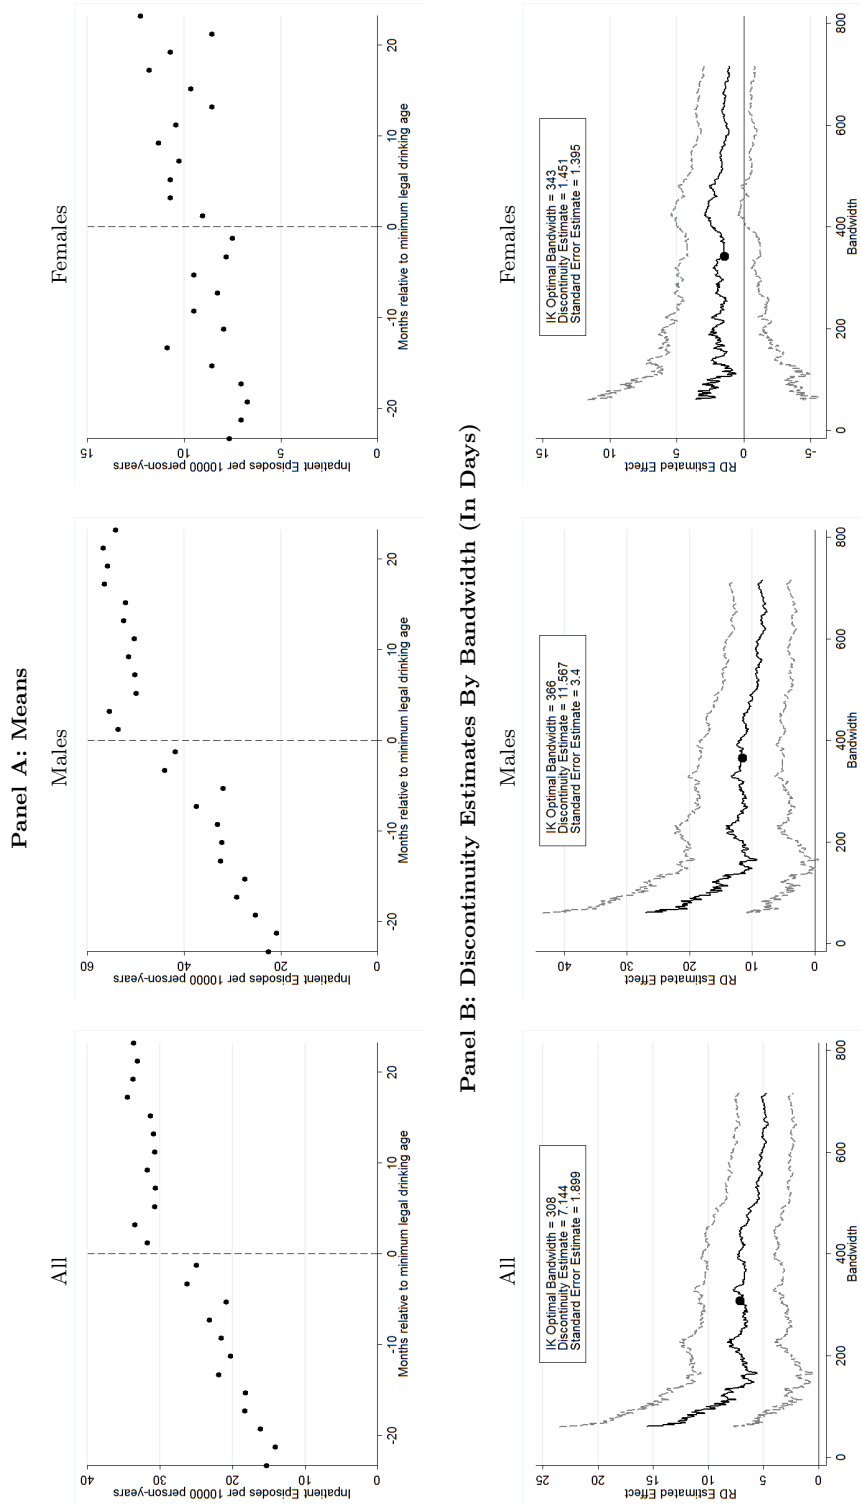 Panel A: Means
All
Inpatient Episodes per 10000 person-years
0
10
20
30
40
-20
-10
0
10
20
Months relative to minimum legal drinking age
Males
Inpatient Episodes per 10000 person-years
0
20
40
60
-20
-10
0
10
20
Months relative to minimum legal drinking age
Females
Inpatient Episodes per 10000 person-years
0
5
10
15
-20
-10
0
10
20
Months relative to minimum legal drinking age
Panel B: Discontinuity Estimates By Bandwidth (In Days)
All
IK Optimal Bandwidth = 308
Discontinuity Estimate = 7.144
Standard Error Estimate = 1.899
RD Estimated Effect
0
5
10
15
20
25
0
200
400
600
800
Bandwidth
Males
IK Optimal Bandwidth = 366
Discontinuity Estimate = 11.567
Standard Error Estimate = 3.4
RD Estimated Effect
0
10
20
30
40
0
200
400
600
800
Bandwidth
Females
IK Optimal Bandwidth = 343
Discontinuity Estimate = 1.451
Standard Error Estimate = 1.395
RD Estimated Effect
-5
0
5
10
15
0
200
400
600
800
Bandwidth